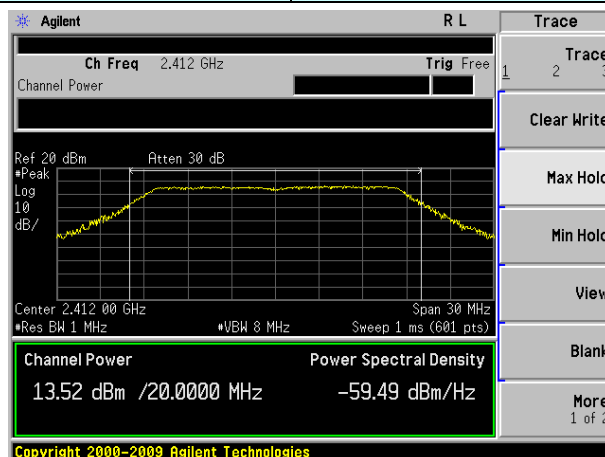 Agilent R L Trace
Ch Freq 2.412 GHz Trig Free
Channel Power
Trace
1 2 3
Clear Write
Max Hold
Min Hold
View
Blank
More
1 of 2
Ref 20 dBm Atten 30 dB
#Peak
Log
10
dB/
Center 2.412 00 GHz Span 30 MHz
#Res BW 1 MHz #VBW 8 MHz Sweep 1 ms (601 pts)
Channel Power Power Spectral Density
13.52 dBm /20.0000 MHz -59.49 dBm/Hz
Copyright 2000-2009 Agilent Technologies